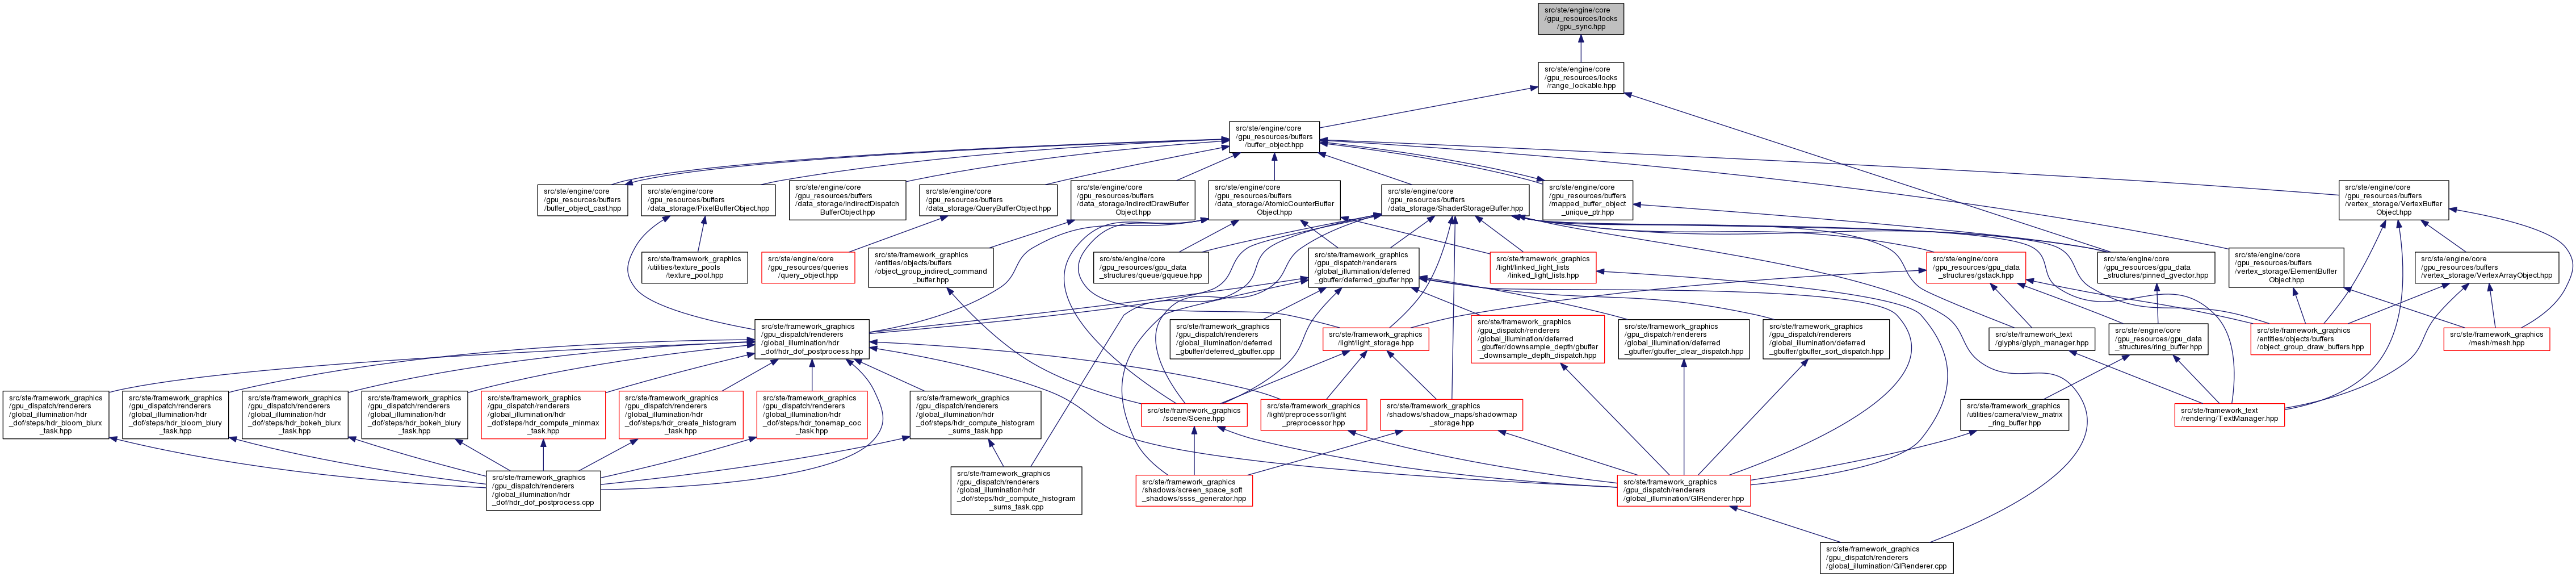 src/ste/engine/core
/gpu_resources/locks
/gpu_sync.hpp
src/ste/engine/core
/gpu_resources/locks
/range_lockable.hpp
src/ste/engine/core
/gpu_resources/buffers
/buffer_object.hpp
src/ste/engine/core
/gpu_resources/buffers
/buffer_object_cast.hpp
src/ste/engine/core
/gpu_resources/buffers
/data_storage/PixelBufferObject.hpp
src/ste/engine/core
/gpu_resources/buffers
/data_storage/IndirectDispatch
BufferObject.hpp
src/ste/engine/core
/gpu_resources/buffers
/data_storage/QueryBufferObject.hpp
src/ste/engine/core
/gpu_resources/buffers
/data_storage/IndirectDrawBuffer
Object.hpp
src/ste/engine/core
/gpu_resources/buffers
/data_storage/AtomicCounterBuffer
Object.hpp
src/ste/engine/core
/gpu_resources/buffers
/data_storage/ShaderStorageBuffer.hpp
src/ste/engine/core
/gpu_resources/buffers
/mapped_buffer_object
_unique_ptr.hpp
src/ste/engine/core
/gpu_resources/buffers
/vertex_storage/VertexBuffer
Object.hpp
src/ste/framework_graphics
/utilities/texture_pools
/texture_pool.hpp
src/ste/engine/core
/gpu_resources/queries
/query_object.hpp
src/ste/framework_graphics
/entities/objects/buffers
/object_group_indirect_command
_buffer.hpp
src/ste/engine/core
/gpu_resources/gpu_data
_structures/queue/gqueue.hpp
src/ste/framework_graphics
/gpu_dispatch/renderers
/global_illumination/deferred
_gbuffer/deferred_gbuffer.hpp
src/ste/framework_graphics
/light/linked_light_lists
/linked_light_lists.hpp
src/ste/engine/core
/gpu_resources/gpu_data
_structures/gstack.hpp
src/ste/engine/core
/gpu_resources/gpu_data
_structures/pinned_gvector.hpp
src/ste/engine/core
/gpu_resources/buffers
/vertex_storage/ElementBuffer
Object.hpp
src/ste/engine/core
/gpu_resources/buffers
/vertex_storage/VertexArrayObject.hpp
src/ste/framework_graphics
/gpu_dispatch/renderers
/global_illumination/hdr
_dof/hdr_dof_postprocess.hpp
src/ste/framework_graphics
/gpu_dispatch/renderers
/global_illumination/deferred
_gbuffer/deferred_gbuffer.cpp
src/ste/framework_graphics
/light/light_storage.hpp
src/ste/framework_graphics
/gpu_dispatch/renderers
/global_illumination/deferred
_gbuffer/downsample_depth/gbuffer
_downsample_depth_dispatch.hpp
src/ste/framework_graphics
/gpu_dispatch/renderers
/global_illumination/deferred
_gbuffer/gbuffer_clear_dispatch.hpp
src/ste/framework_graphics
/gpu_dispatch/renderers
/global_illumination/deferred
_gbuffer/gbuffer_sort_dispatch.hpp
src/ste/framework_text
/glyphs/glyph_manager.hpp
src/ste/engine/core
/gpu_resources/gpu_data
_structures/ring_buffer.hpp
src/ste/framework_graphics
/entities/objects/buffers
/object_group_draw_buffers.hpp
src/ste/framework_graphics
/mesh/mesh.hpp
src/ste/framework_graphics
/gpu_dispatch/renderers
/global_illumination/hdr
_dof/steps/hdr_bloom_blurx
_task.hpp
src/ste/framework_graphics
/gpu_dispatch/renderers
/global_illumination/hdr
_dof/steps/hdr_bloom_blury
_task.hpp
src/ste/framework_graphics
/gpu_dispatch/renderers
/global_illumination/hdr
_dof/steps/hdr_bokeh_blurx
_task.hpp
src/ste/framework_graphics
/gpu_dispatch/renderers
/global_illumination/hdr
_dof/steps/hdr_bokeh_blury
_task.hpp
src/ste/framework_graphics
/gpu_dispatch/renderers
/global_illumination/hdr
_dof/steps/hdr_compute_minmax
_task.hpp
src/ste/framework_graphics
/gpu_dispatch/renderers
/global_illumination/hdr
_dof/steps/hdr_create_histogram
_task.hpp
src/ste/framework_graphics
/gpu_dispatch/renderers
/global_illumination/hdr
_dof/steps/hdr_tonemap_coc
_task.hpp
src/ste/framework_graphics
/gpu_dispatch/renderers
/global_illumination/hdr
_dof/steps/hdr_compute_histogram
_sums_task.hpp
src/ste/framework_graphics
/scene/Scene.hpp
src/ste/framework_graphics
/light/preprocessor/light
_preprocessor.hpp
src/ste/framework_graphics
/shadows/shadow_maps/shadowmap
_storage.hpp
src/ste/framework_graphics
/utilities/camera/view_matrix
_ring_buffer.hpp
src/ste/framework_text
/rendering/TextManager.hpp
src/ste/framework_graphics
/gpu_dispatch/renderers
/global_illumination/hdr
_dof/hdr_dof_postprocess.cpp
src/ste/framework_graphics
/gpu_dispatch/renderers
/global_illumination/hdr
_dof/steps/hdr_compute_histogram
_sums_task.cpp
src/ste/framework_graphics
/shadows/screen_space_soft
_shadows/ssss_generator.hpp
src/ste/framework_graphics
/gpu_dispatch/renderers
/global_illumination/GIRenderer.hpp
src/ste/framework_graphics
/gpu_dispatch/renderers
/global_illumination/GIRenderer.cpp